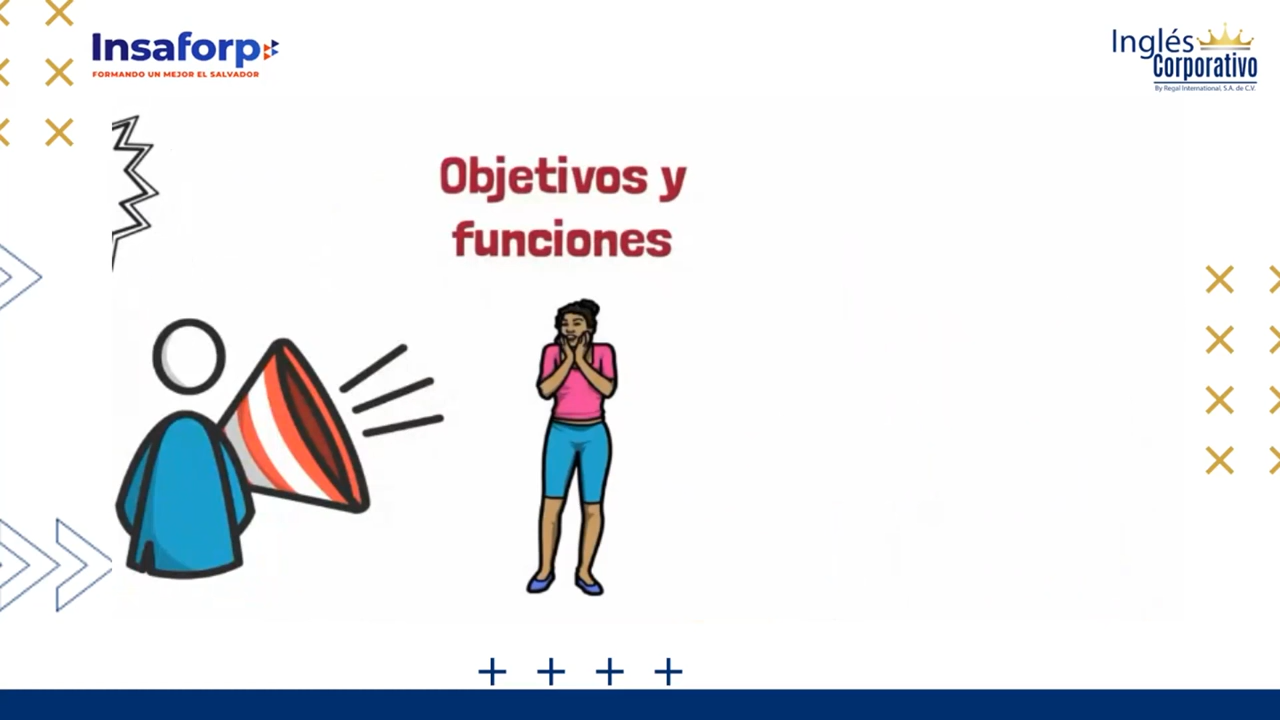 Insaforp
FORMANDO UN MEJOR EL SALVADOR
Inglés
Corporativo
By Regal International, S.A. de C.V.
Objetivos y
funciones